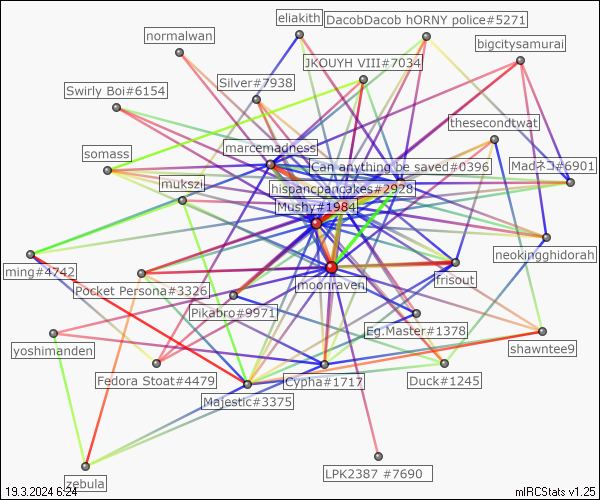 eliakith
DacobDacob hORNY police#5271
normalwan
bigcitysamurai
JKOUYH VIII#7034
Silver#7938
Swirly Boi#6154
thesecondtwat
marcemadness
somass
Can anything be saved#0396
Madネコ#6901
mukszi
hispancpancakes#2928
Mushy#1984
neokingghidorah
ming#4742
frisout
moonraven
Pocket Persona#3326
Pikabro#9971
Eg.Master#1378
yoshimanden
shawntee9
Fedora Stoat#4479
Cypha#1717
Duck#1245
Majestic#3375
LPK2387 #7690
zebula
19.3.2024 6:24
mIRCStats v1.25